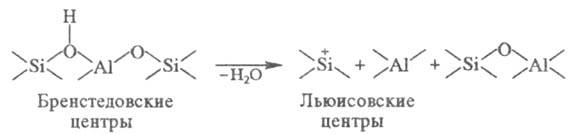 H
O O + O
Si Al Si −H₂O Si + Al + Si Al
Бренстедовские Льюисовские
центры центры